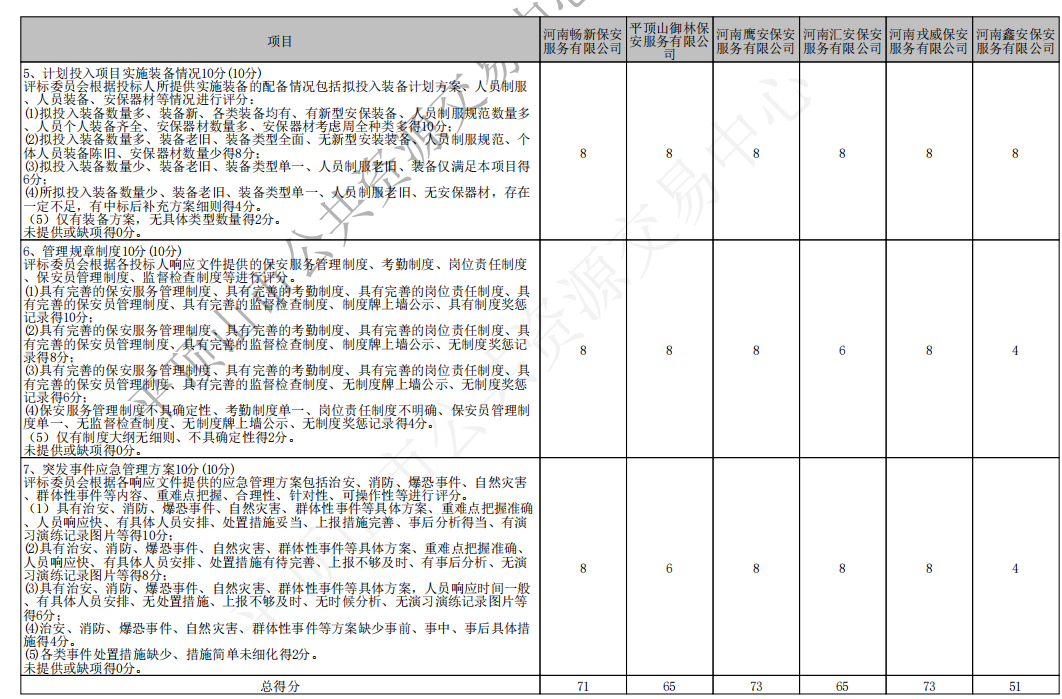 项目
河南畅新保安
服务有限公司
平顶山御林保
安服务有限公
司
河南鹰安保安
服务有限公司
河南汇安保安
服务有限公司
河南戎威保安
服务有限公司
河南鑫安保安
服务有限公司
5、计划投入项目实施装备情况10分(10分)
评标委员会根据投标人所提供实施装备的配备情况包括拟投入装备计划方案、人员制服
、人员装备、安保器材等情况进行评分:
(1)拟投入装备数量多、装备新、各类装备均有、有新型安保装备、人员制服规范数量多
、人员个人装备齐全、安保器材数量多、安保器材考虑周全种类多得10分;
(2)拟投入装备数量多、装备老旧、装备类型全面、无新型安装装备、人员制服规范、个
体人员装备陈旧、安保器材数量少得8分;
(3)拟投入装备数量少、装备老旧、装备类型单一、人员制服老旧、装备仅满足本项目得
6分;
(4)所拟投入装备数量少、装备老旧、装备类型单一、人员制服老旧、无安保器材，存在
一定不足，有中标后补充方案细则得4分。
（5）仅有装备方案，无具体类型数量得2分。
未提供或缺项得0分。
8 8 8 8 8 8
6、管理规章制度10分(10分)
评标委员会根据各投标人响应文件提供的保安服务管理制度、考勤制度、岗位责任制度
、保安员管理制度、监督检查制度等进行评分。
(1)具有完善的保安服务管理制度、具有完善的考勤制度、具有完善的岗位责任制度、具
有完善的保安员管理制度、具有完善的监督检查制度、制度牌上墙公示、具有制度奖惩
记录得10分;
(2)具有完善的保安服务管理制度、具有完善的考勤制度、具有完善的岗位责任制度、具
有完善的保安员管理制度、具有完善的监督检查制度、制度牌上墙公示、无制度奖惩记
录得8分;
(3)具有完善的保安服务管理制度、具有完善的考勤制度、具有完善的岗位责任制度、具
有完善的保安员管理制度、具有完善的监督检查制度、无制度牌上墙公示、无制度奖惩
记录得6分;
(4)保安服务管理制度不具确定性、考勤制度单一、岗位责任制度不明确、保安员管理制
度单一、无监督检查制度、无制度牌上墙公示、无制度奖惩记录得4分。
（5）仅有制度大纲无细则、不具确定性得2分。
未提供或缺项得0分。
8 8 8 6 8 4
7、突发事件应急管理方案10分(10分)
评标委员会根据各响应文件提供的应急管理方案包括治安、消防、爆恐事件、自然灾害
、群体性事件等内容、重难点把握、合理性、针对性、可操作性等进行评分。
（1）具有治安、消防、爆恐事件、自然灾害、群体性事件等具体方案、重难点把握准确
、人员响应快、有具体人员安排、处置措施妥当、上报措施完善、事后分析得当、有演
习演练记录图片等得10分;
(2)具有治安、消防、爆恐事件、自然灾害、群体性事件等具体方案、重难点把握准确、
人员响应快、有具体人员安排、处置措施有待完善、上报不够及时、有事后分析、无演
习演练记录图片等得8分;
(3)具有治安、消防、爆恐事件、自然灾害、群体性事件等具体方案，人员响应时间一般
、有具体人员安排、无处置措施、上报不够及时、无时候分析、无演习演练记录图片等
得6分;
(4)治安、消防、爆恐事件、自然灾害、群体性事件等方案缺少事前、事中、事后具体措
施得4分。
(5)各类事件处置措施缺少、措施简单未细化得2分。
未提供或缺项得0分。
8 6 8 8 8 4
总得分 71 65 73 65 73 51
平顶山市公共资源交易中心
平顶山市公共资源交易中心